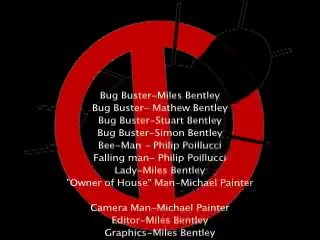 Bug Buster-Miles Bentley
Bug Buster- Mathew Bentley
Bug Buster-Stuart Bentley
Bug Buster-Simon Bentley
Bee-Man - Philip Poillucci
Falling man- Philip Poillucci
Lady-Miles Bentley
"Owner of House" Man-Michael Painter
Camera Man-Michael Painter
Editor-Miles Bentley
Graphics-Miles Bentley